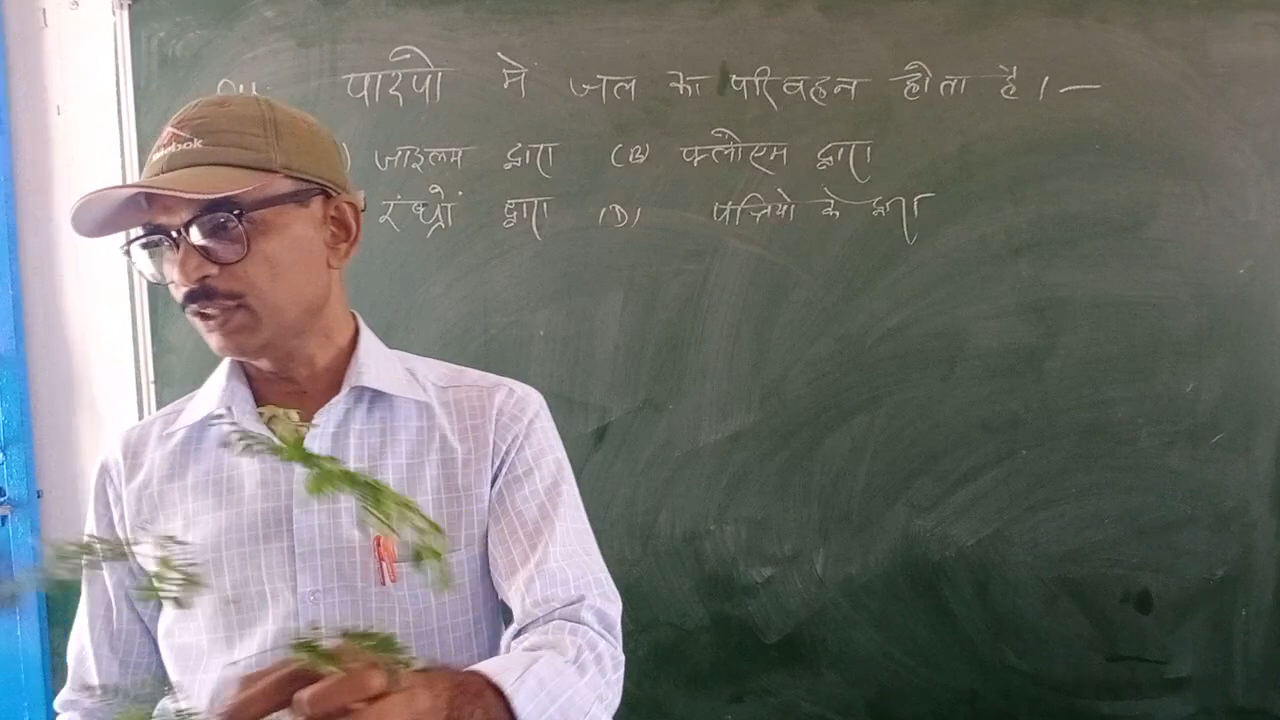 पादपो में जल का परिवहन होता है।—
) जाइलम द्वारा (B) फ्लोएम द्वारा
रंध्रों द्वारा (D) पत्तियो के द्वारा